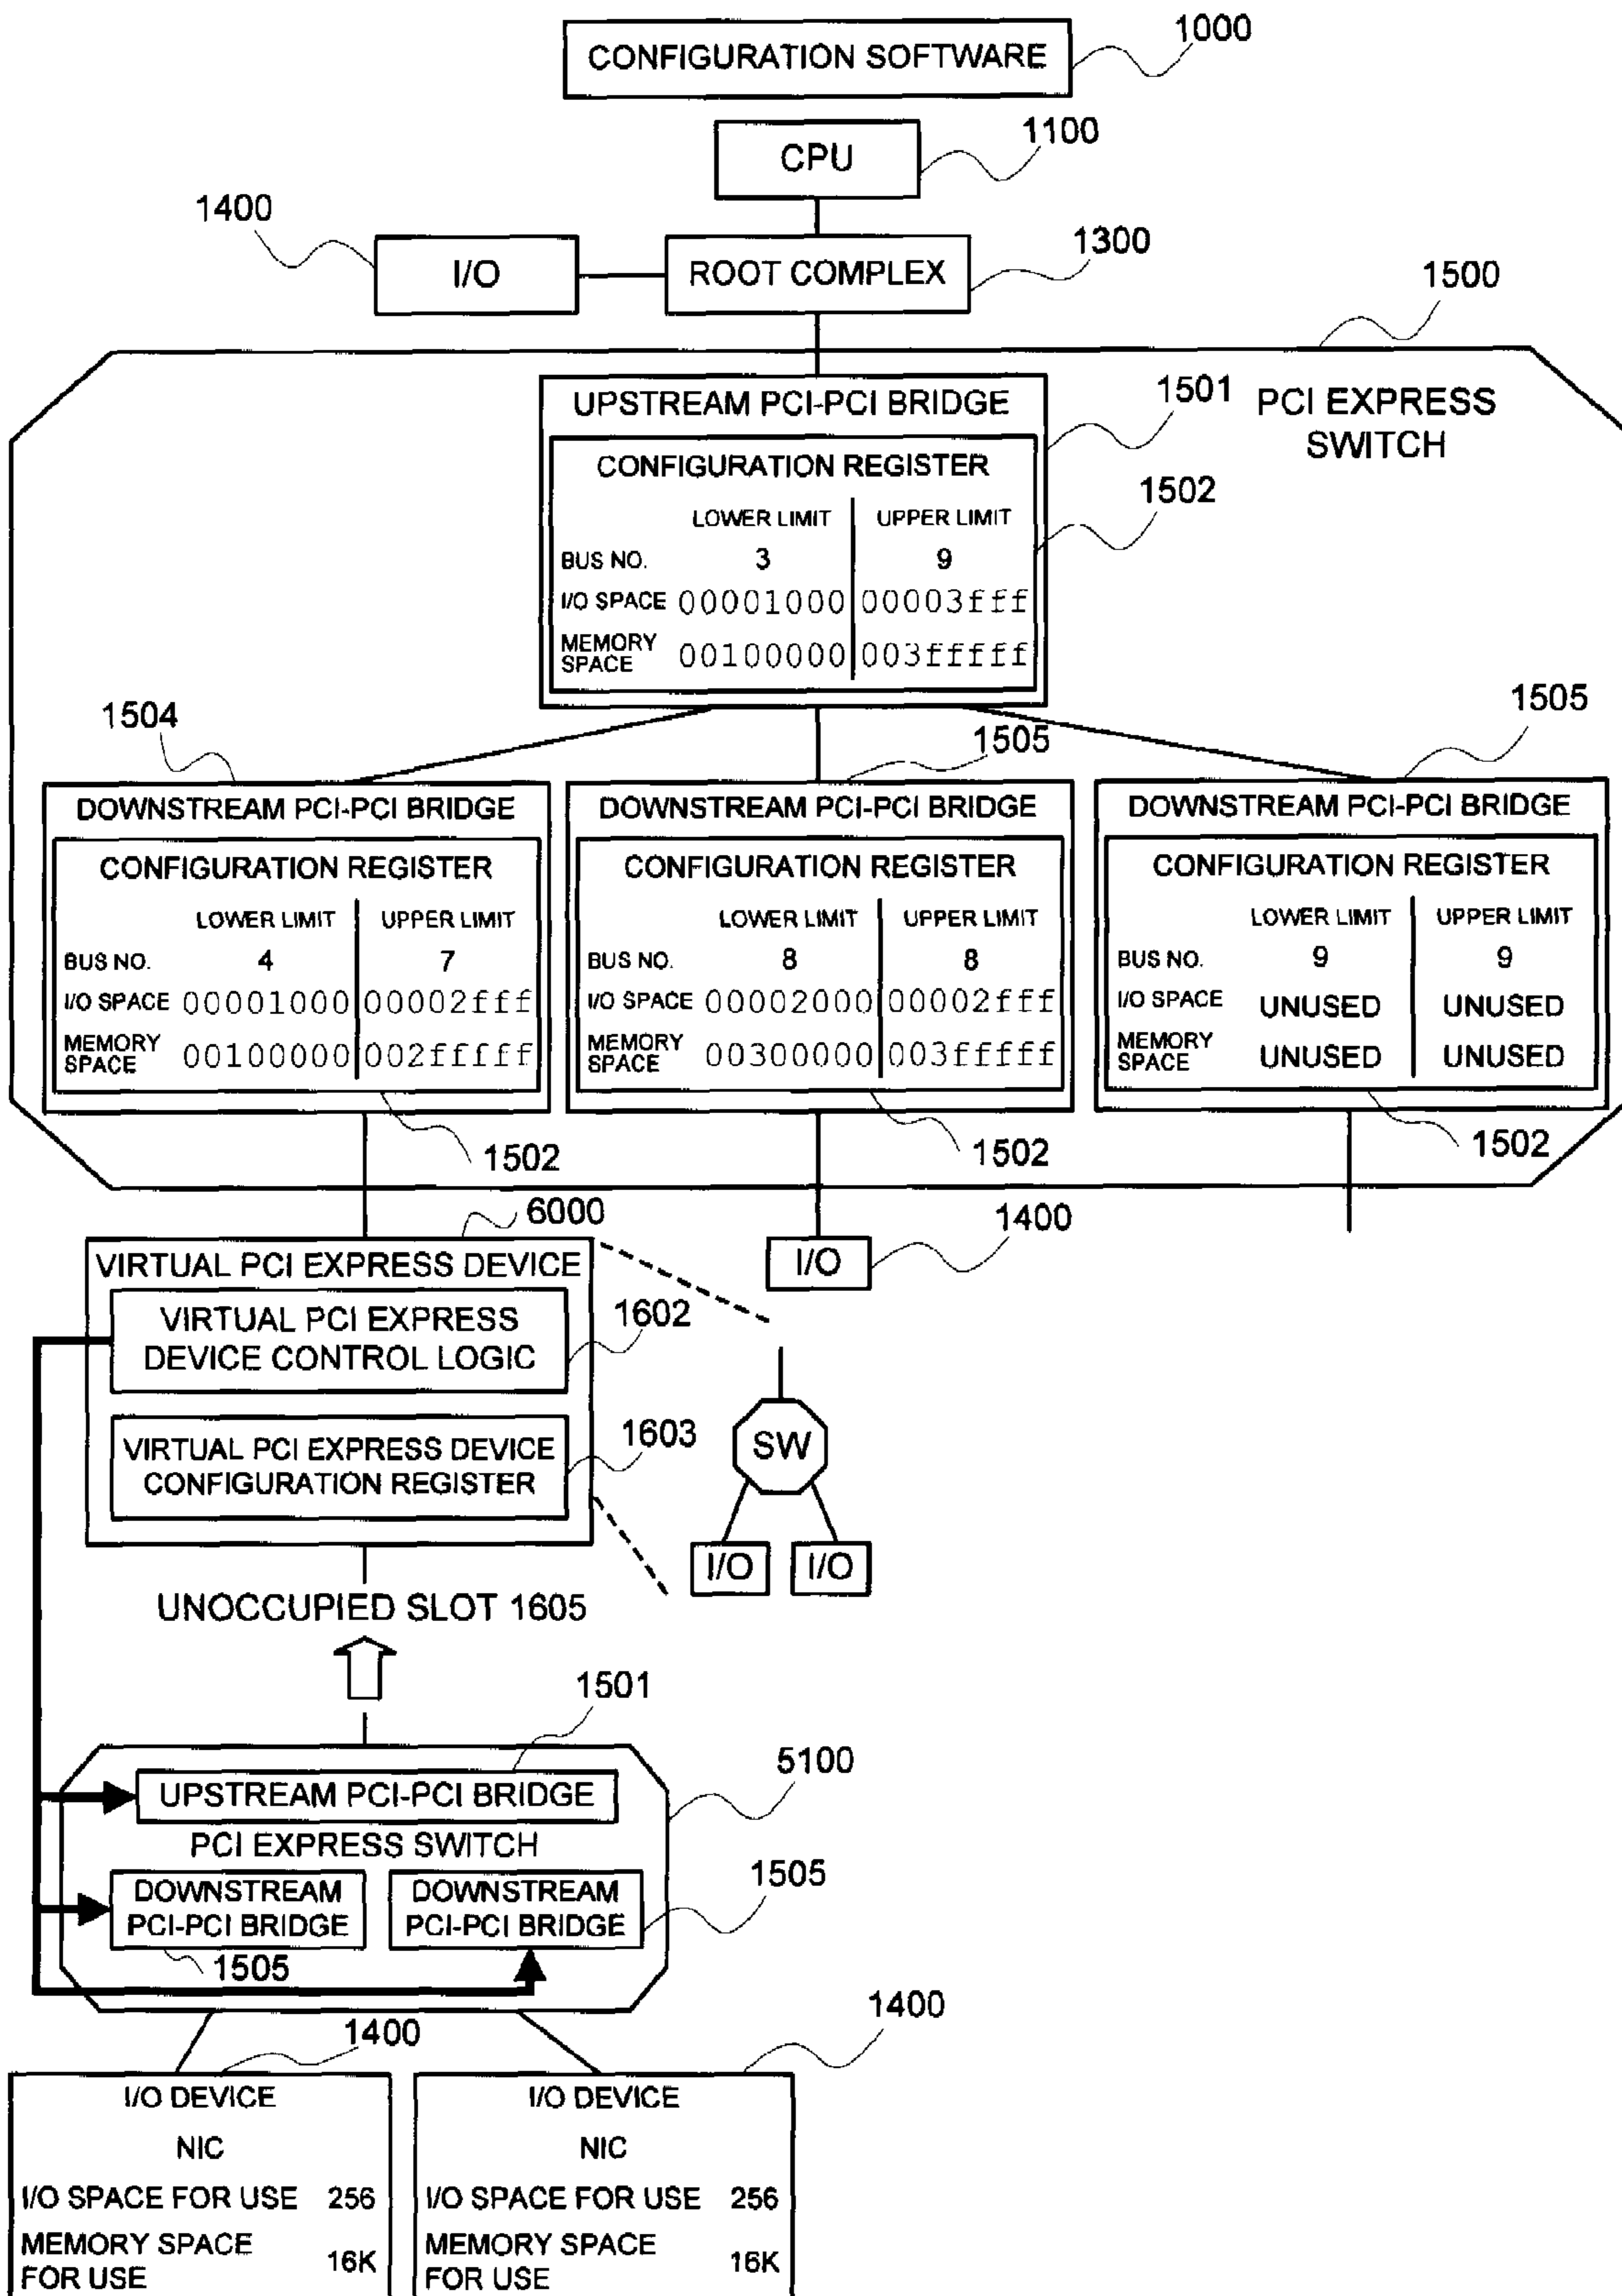 CONFIGURATION SOFTWARE
1000
CPU
1100
1400
I/O
ROOT COMPLEX
1300
1500
UPSTREAM PCI-PCI BRIDGE
1501
PCI EXPRESS
SWITCH
CONFIGURATION REGISTER
1502
LOWER LIMIT UPPER LIMIT
BUS NO. 3 9
I/O SPACE 00001000 00003fff
MEMORY
SPACE 00100000 003fffff
1504
1505
1505
DOWNSTREAM PCI-PCI BRIDGE
CONFIGURATION REGISTER
LOWER LIMIT UPPER LIMIT
BUS NO. 4 7
I/O SPACE 00001000 00002fff
MEMORY
SPACE 00100000 002fffff
1502
DOWNSTREAM PCI-PCI BRIDGE
CONFIGURATION REGISTER
LOWER LIMIT UPPER LIMIT
BUS NO. 8 8
I/O SPACE 00002000 00002fff
MEMORY
SPACE 00300000 003fffff
1502
DOWNSTREAM PCI-PCI BRIDGE
CONFIGURATION REGISTER
LOWER LIMIT UPPER LIMIT
BUS NO. 9 9
I/O SPACE UNUSED UNUSED
MEMORY
SPACE UNUSED UNUSED
1502
6000
VIRTUAL PCI EXPRESS DEVICE
VIRTUAL PCI EXPRESS
DEVICE CONTROL LOGIC
1602
VIRTUAL PCI EXPRESS DEVICE
CONFIGURATION REGISTER
1603
1400
I/O
SW
I/O
I/O
UNOCCUPIED SLOT 1605
1501
5100
UPSTREAM PCI-PCI BRIDGE
PCI EXPRESS SWITCH
DOWNSTREAM
PCI-PCI BRIDGE
1505
DOWNSTREAM
PCI-PCI BRIDGE
1505
1400
1400
I/O DEVICE
NIC
I/O SPACE FOR USE 256
MEMORY SPACE
FOR USE 16K
I/O DEVICE
NIC
I/O SPACE FOR USE 256
MEMORY SPACE
FOR USE 16K